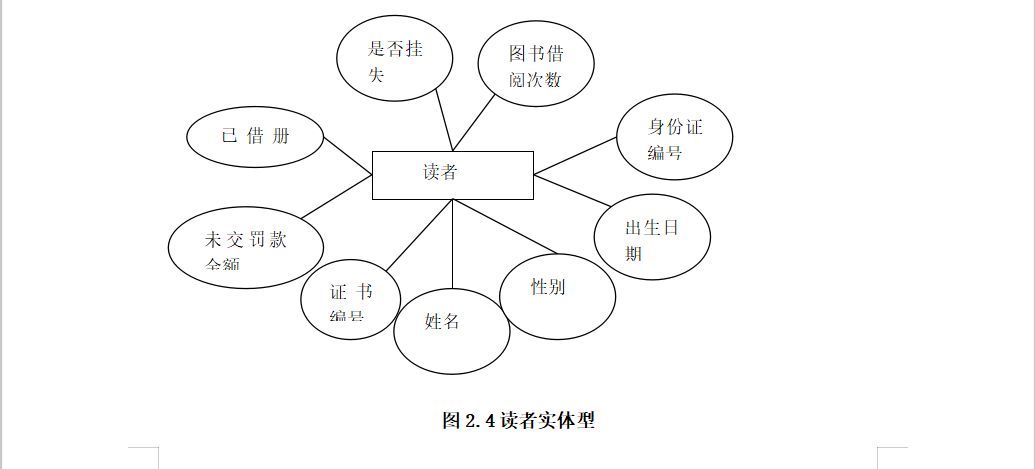 是否挂
失
图书借
阅次数
已 借 册
身份证
编号
读者
未交罚款
金额
出生日
期
证 书
编号
姓名
性别
图 2.4 读者实体型